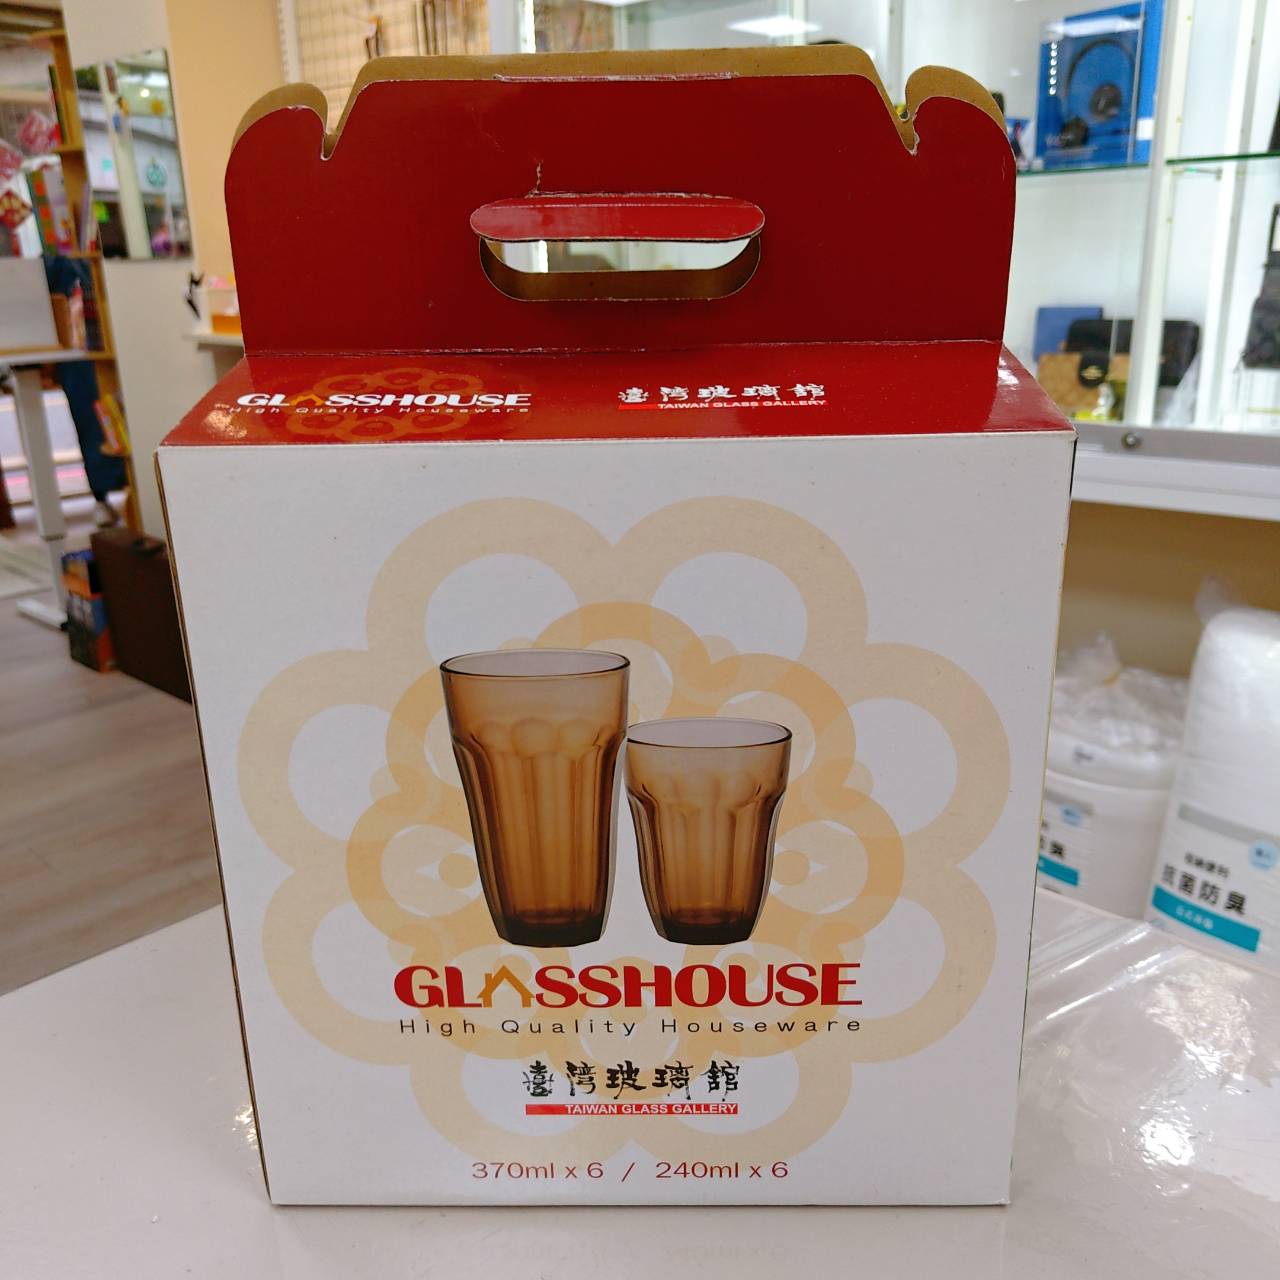 GLASSHOUSE
High Quality Houseware
臺灣玻璃館
TAIWAN GLASS GALLERY
GLASSHOUSE
High Quality Houseware
臺灣玻璃館
TAIWAN GLASS GALLERY
370ml x 6 / 240ml x 6
抗菌防臭